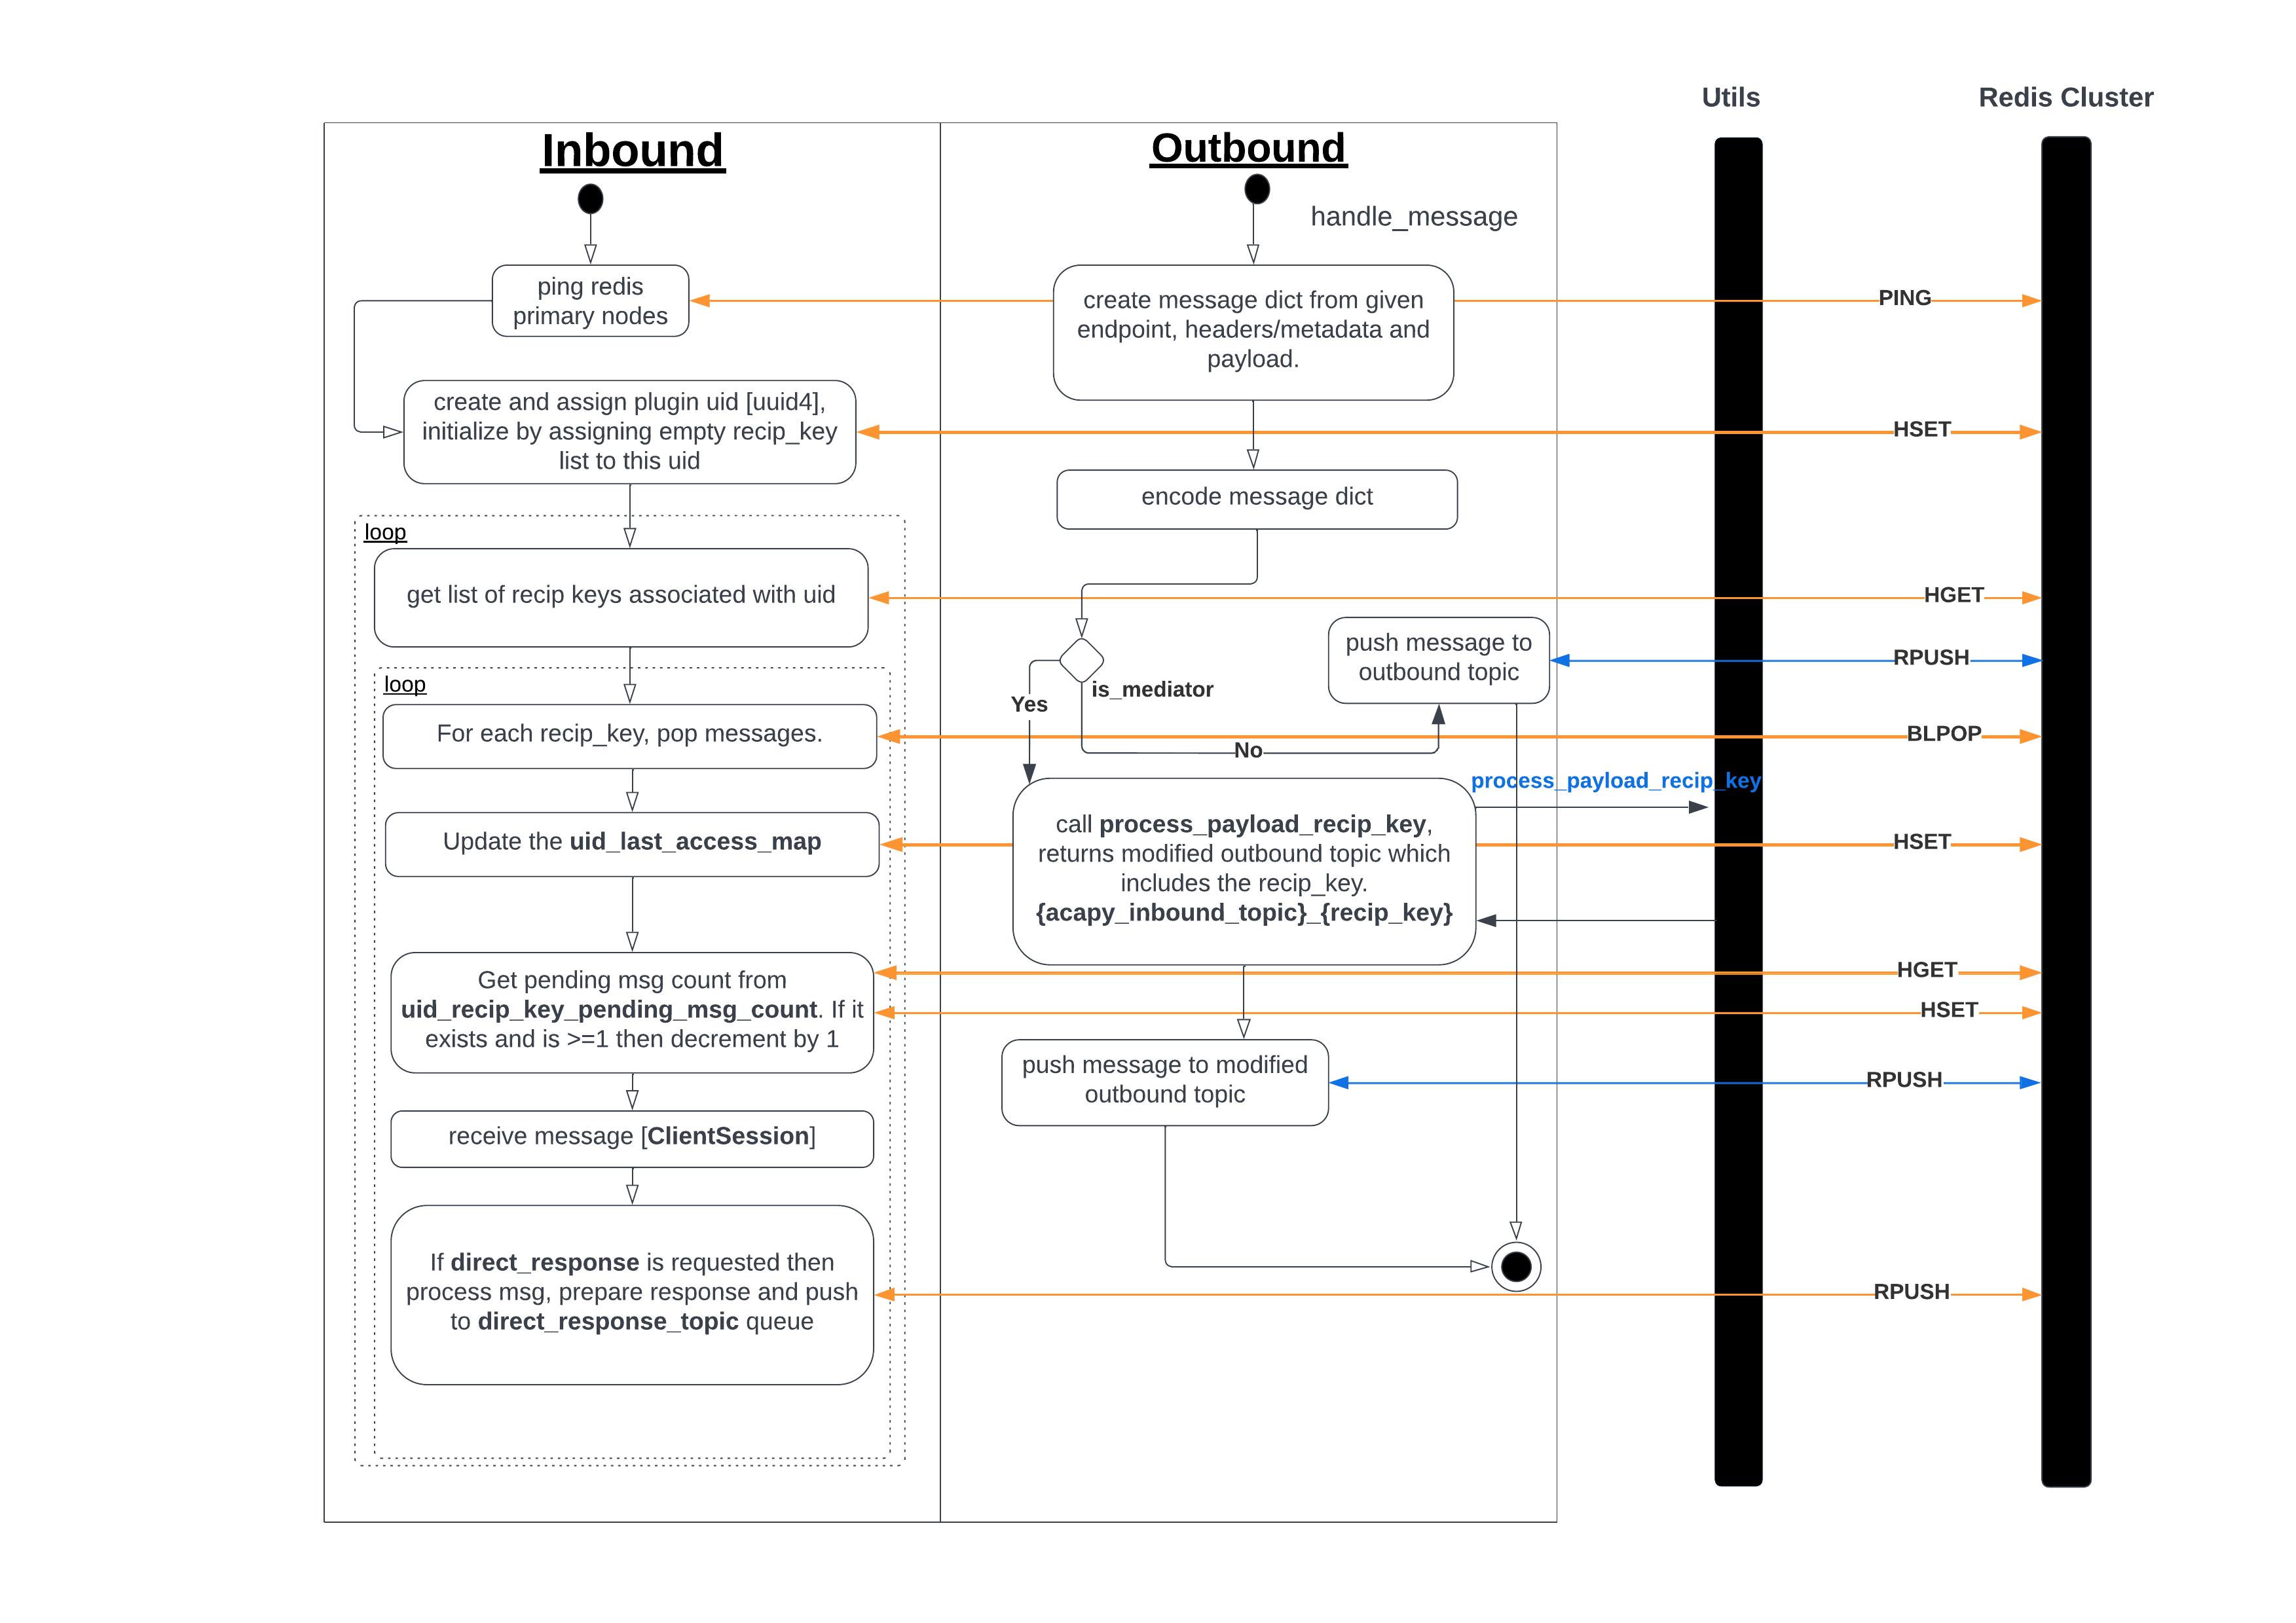 Utils
Redis Cluster
Inbound
Outbound
handle_message
ping redis
primary nodes
create message dict from given
endpoint, headers/metadata and
payload.
PING
create and assign plugin uid [uuid4],
initialize by assigning empty recip_key
list to this uid
HSET
encode message dict
loop
get list of recip keys associated with uid
HGET
push message to
outbound topic
RPUSH
is_mediator
Yes
No
loop
For each recip_key, pop messages.
BLPOP
process_payload_recip_key
Update the uid_last_access_map
call process_payload_recip_key,
returns modified outbound topic which
includes the recip_key.
{acapy_inbound_topic}_{recip_key}
HSET
Get pending msg count from
uid_recip_key_pending_msg_count. If it
exists and is >=1 then decrement by 1
HGET
HSET
push message to modified
outbound topic
RPUSH
receive message [ClientSession]
If direct_response is requested then
process msg, prepare response and push
to direct_response_topic queue
RPUSH